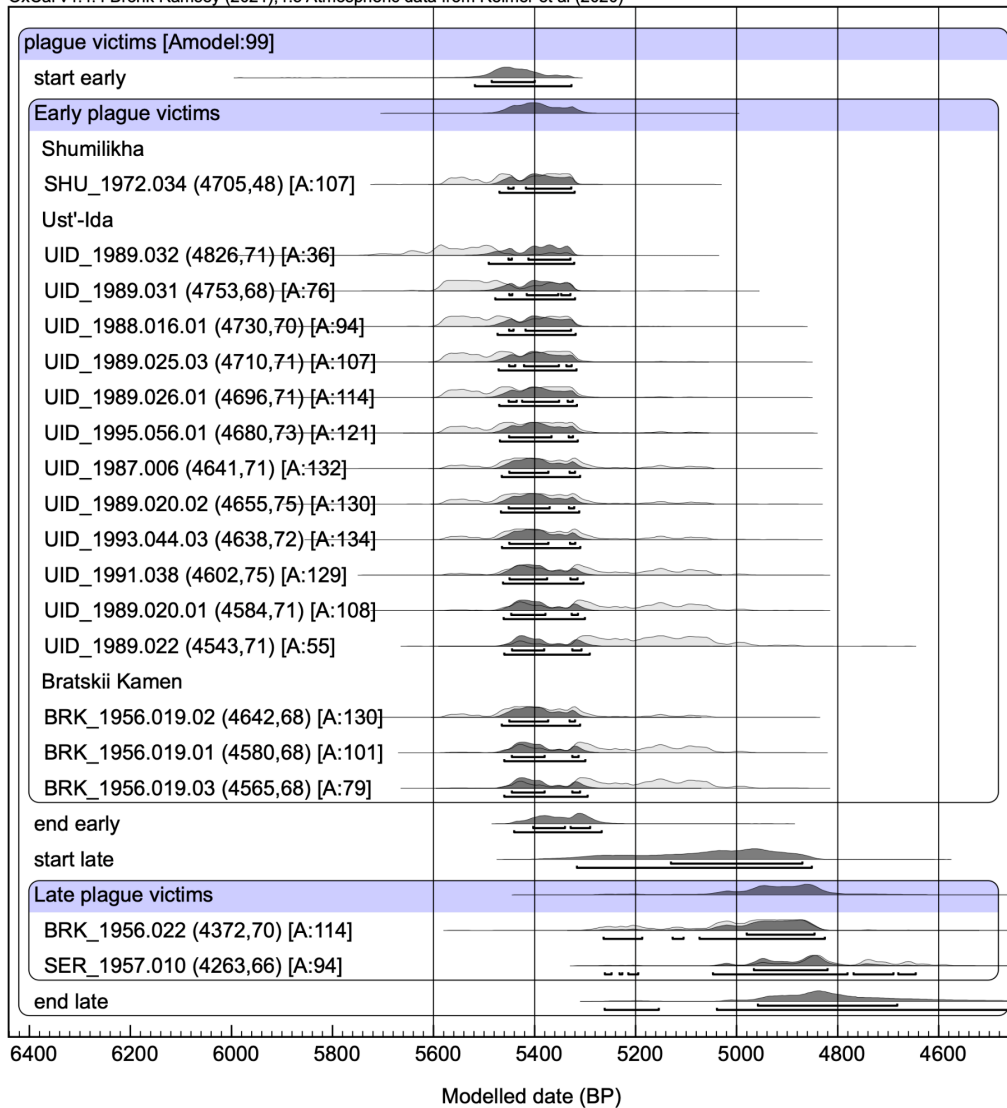 OxCal v4.4.4 Bronk Ramsey (2021); r:5 Atmospheric data from Reimer et al (2020)
plague victims [Amodel:99]
start early
Early plague victims
Shumilikha
SHU_1972.034 (4705,48) [A:107]
Ust'-Ida
UID_1989.032 (4826,71) [A:36]
UID_1989.031 (4753,68) [A:76]
UID_1988.016.01 (4730,70) [A:94]
UID_1989.025.03 (4710,71) [A:107]
UID_1989.026.01 (4696,71) [A:114]
UID_1995.056.01 (4680,73) [A:121]
UID_1987.006 (4641,71) [A:132]
UID_1989.020.02 (4655,75) [A:130]
UID_1993.044.03 (4638,72) [A:134]
UID_1991.038 (4602,75) [A:129]
UID_1989.020.01 (4584,71) [A:108]
UID_1989.022 (4543,71) [A:55]
Bratskii Kamen
BRK_1956.019.02 (4642,68) [A:130]
BRK_1956.019.01 (4580,68) [A:101]
BRK_1956.019.03 (4565,68) [A:79]
end early
start late
Late plague victims
BRK_1956.022 (4372,70) [A:114]
SER_1957.010 (4263,66) [A:94]
end late
6400 6200 6000 5800 5600 5400 5200 5000 4800 4600
Modelled date (BP)